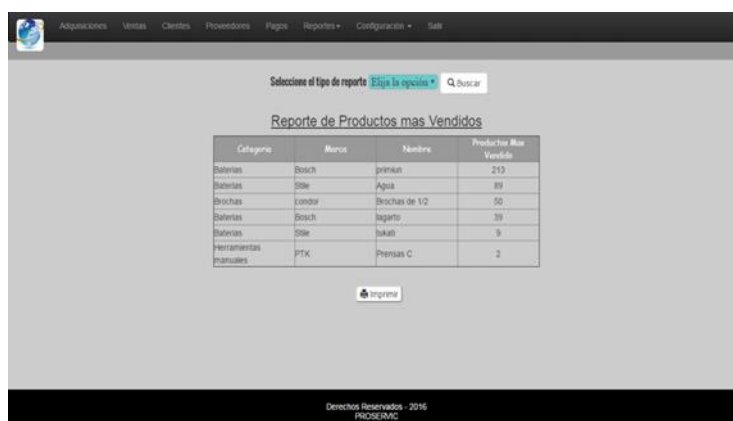 Adquisiciones Ventas Clientes Proveedores Pagos Reportes Configuración Salir
Seleccione el tipo de reporte Elija la opción Buscar
Reporte de Productos mas Vendidos
Categoria Marca Nombre Productos Mas Vendido
Baterias Bosch primiun 213
Baterias Stile Agua 89
Brochas condor Brochas de 1/2 50
Baterias Bosch lagarto 39
Baterias Stile tukati 9
Herramientas manuales PTK Prensas C 2
Imprimir
Derechos Reservados - 2016
PROSERVIC